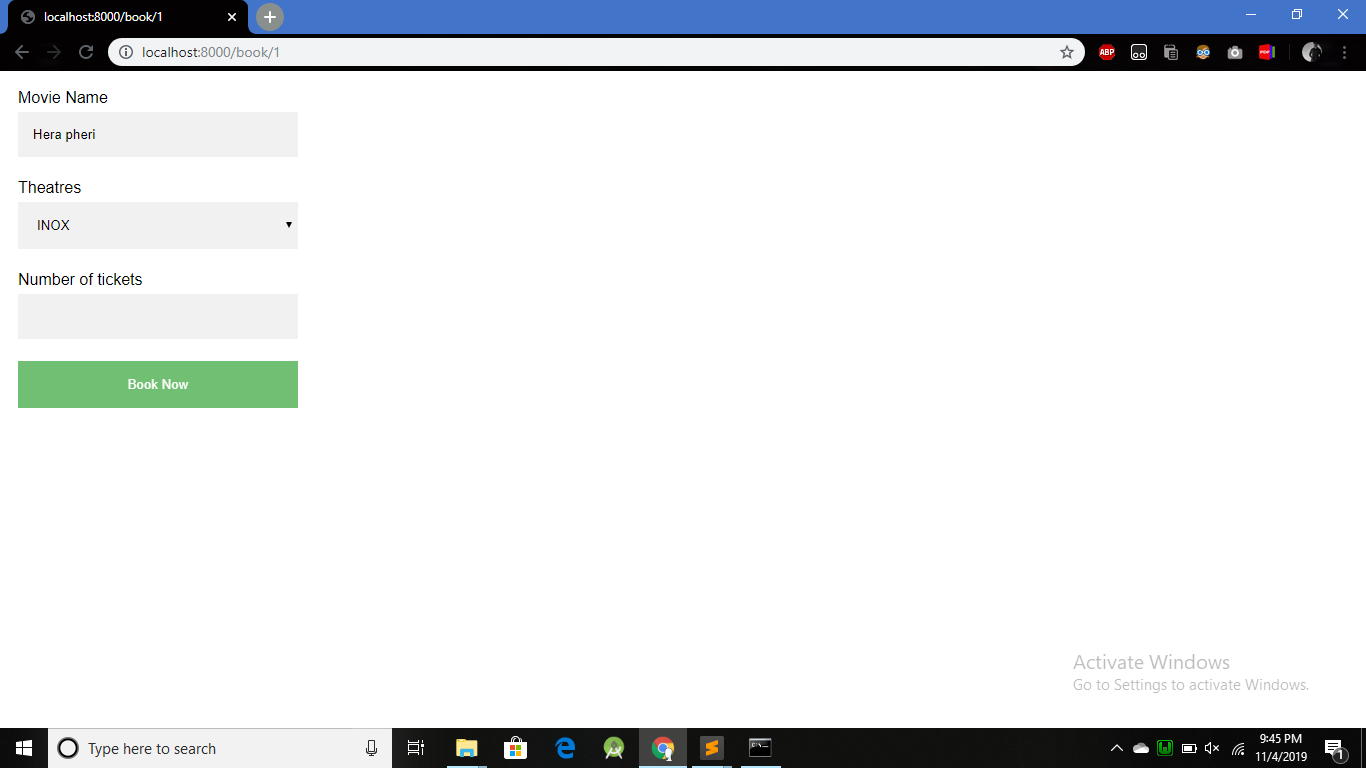 localhost:8000/book/1
localhost:8000/book/1
ABP
PDF
Movie Name
Hera pheri
Theatres
INOX
Number of tickets
Book Now
Activate Windows
Go to Settings to activate Windows.
Type here to search
9:45 PM
11/4/2019
1